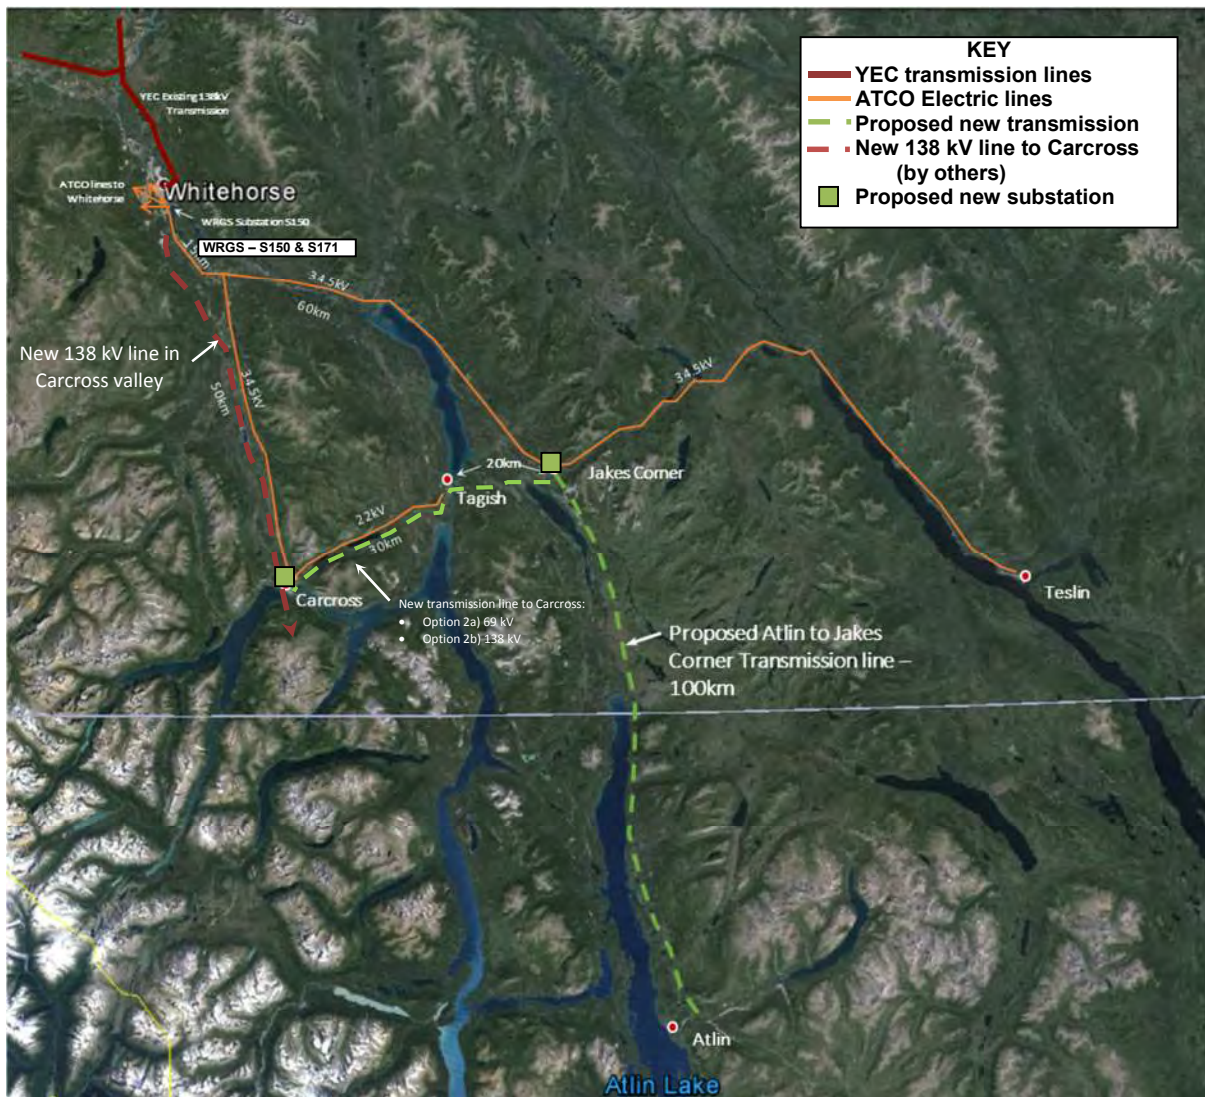 KEY
YEC transmission lines
ATCO Electric lines
Proposed new transmission
New 138 kV line to Carcross
(by others)
Proposed new substation
YEC Existing 138kV
Transmission
ATCO lines to
Whitehorse
Whitehorse
WRGS Substation S150
WRGS – S150 & S171
15km
34.5kV
60km
New 138 kV line in
Carcross valley
34.5kV
50km
34.5kV
20km
Jakes Corner
Tagish
22kV
30km
Carcross
New transmission line to Carcross:
• Option 2a) 69 kV
• Option 2b) 138 kV
Teslin
Proposed Atlin to Jakes
Corner Transmission line –
100km
Atlin
Atlin Lake